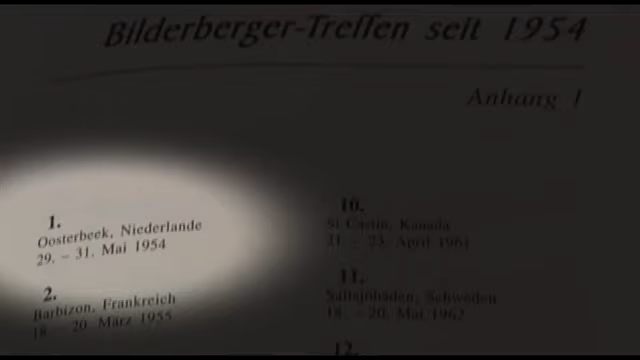 Bilderberger-Treffen seit 1954
Anhang I
1.
Oosterbeek, Niederlande
29. – 31. Mai 1954
2.
Barbizon, Frankreich
18. – 20. März 1955
10.
St Castin, Kanada
21. – 23. April 1961
11.
Saltsjöbaden, Schweden
18. – 20. Mai 1962
12.